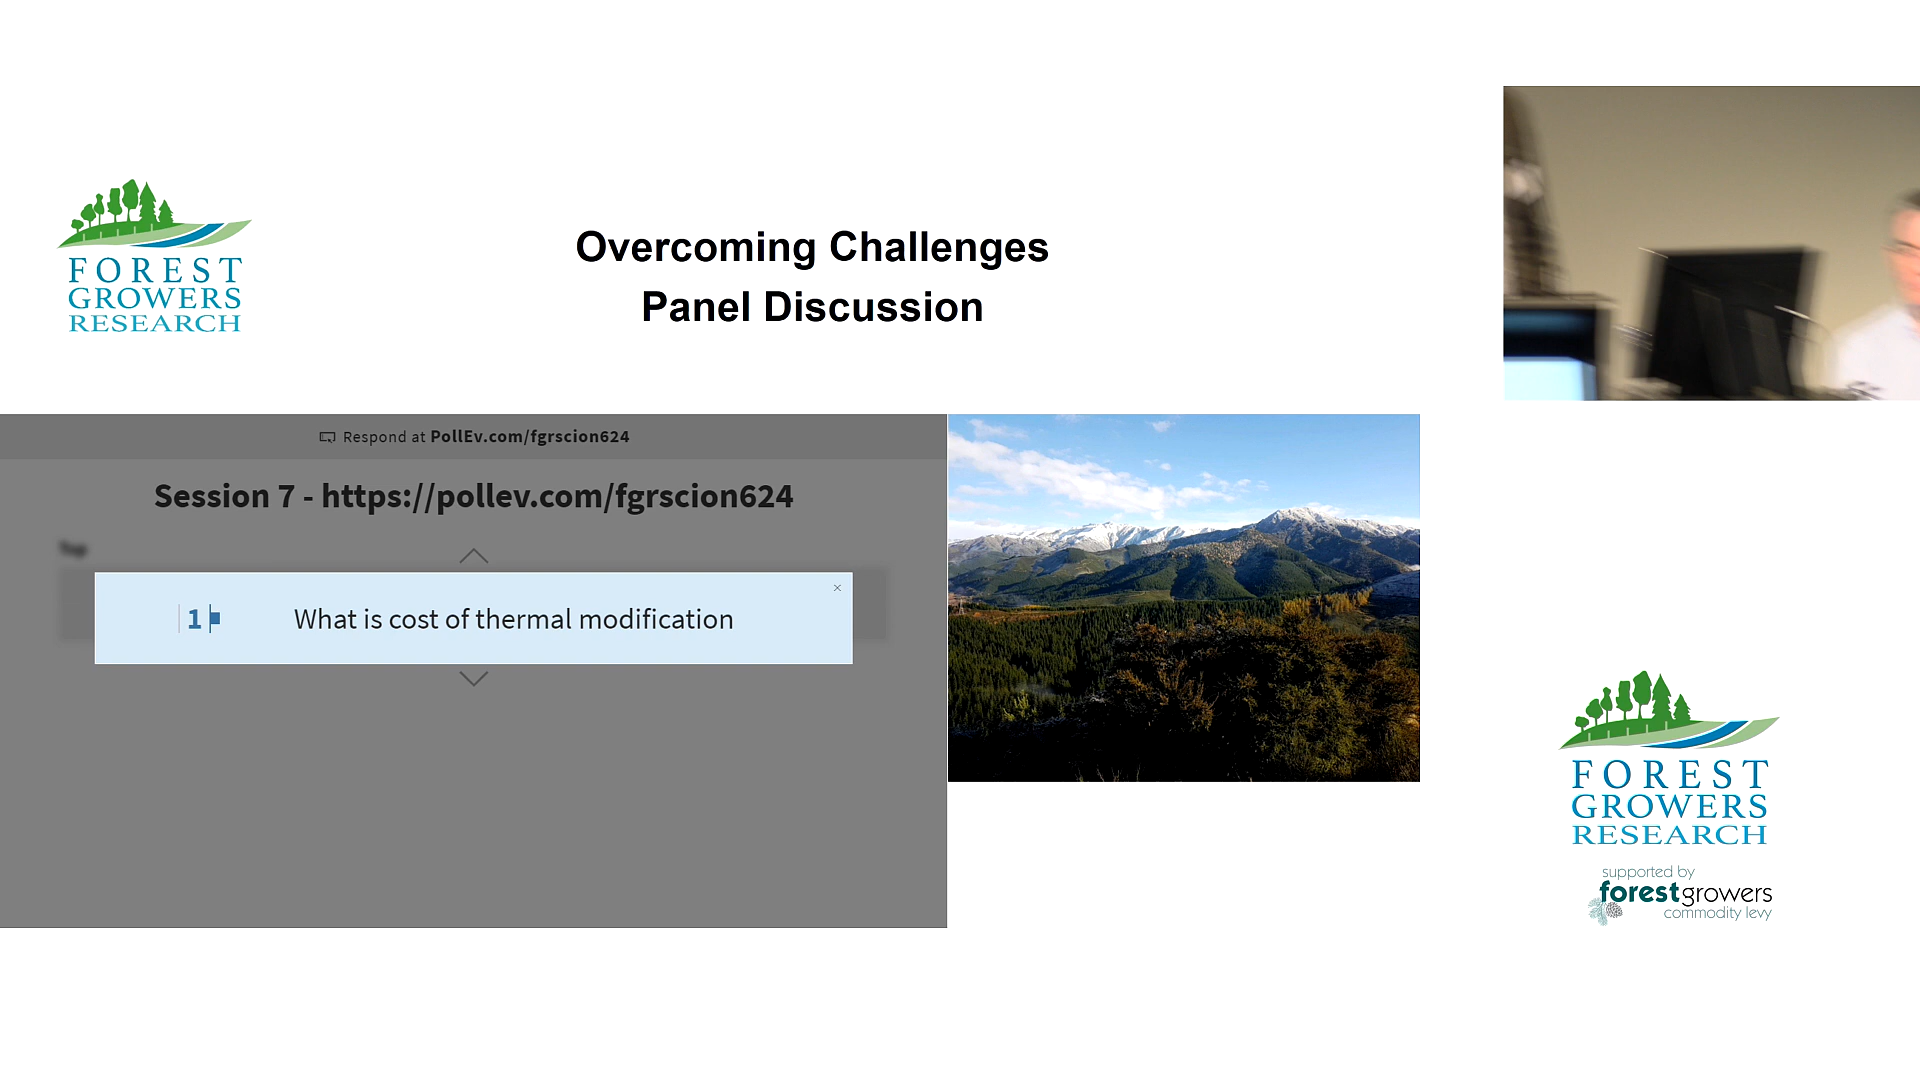 FOREST
GROWERS
RESEARCH
Overcoming Challenges
Panel Discussion
Respond at PollEv.com/fgrscion624
Session 7 - https://pollev.com/fgrscion624
Top
1
What is cost of thermal modification
FOREST
GROWERS
RESEARCH
supported by
forestgrowers
commodity levy